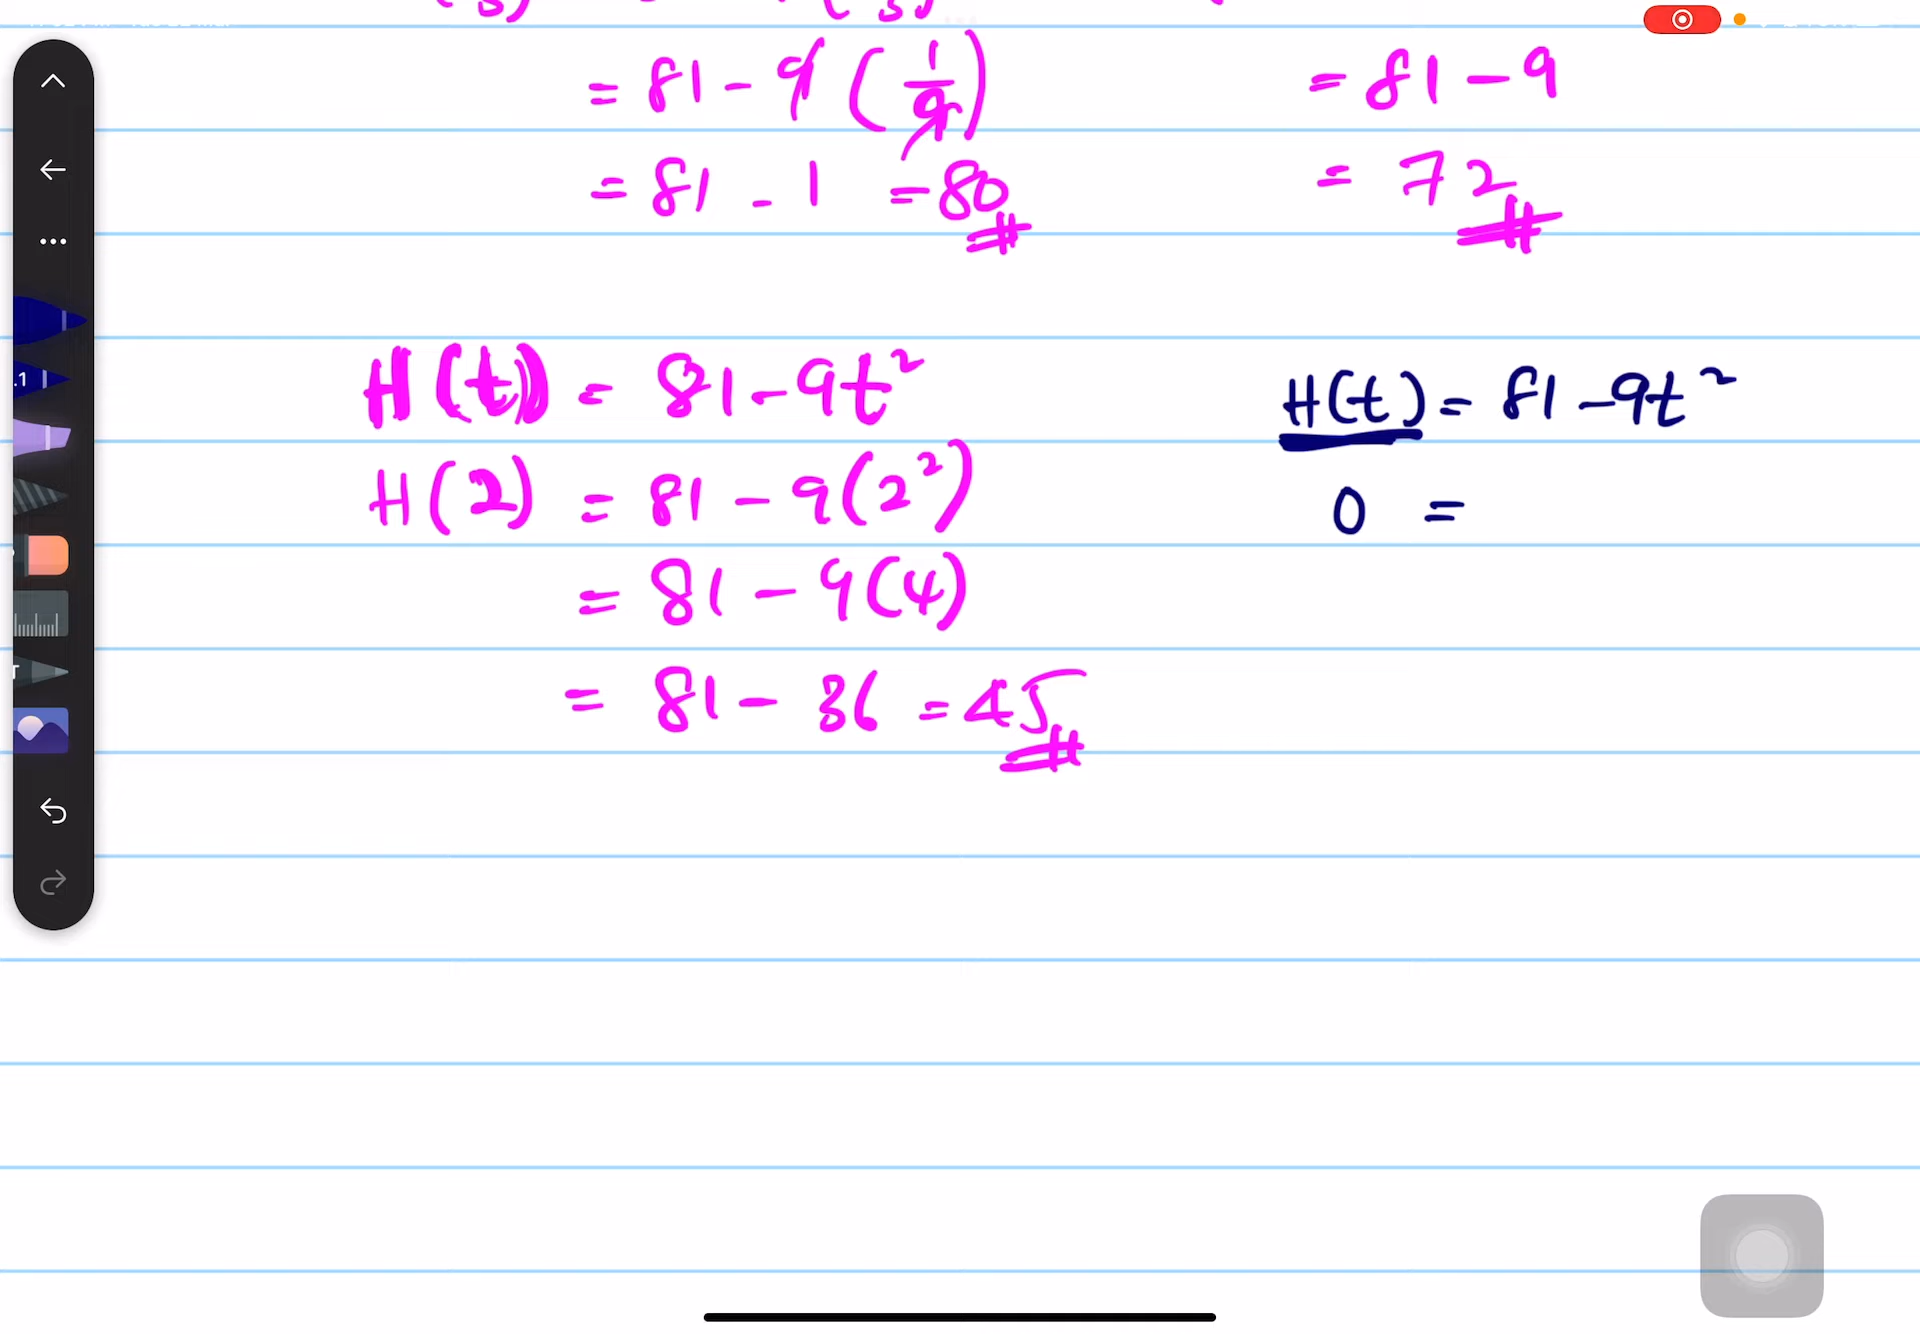 = 81 - 9 (1/9)
= 81 - 1 = 80
= 81 - 9
= 72
H(t) = 81 - 9t²
H(2) = 81 - 9(2²)
= 81 - 9(4)
= 81 - 36 = 45
H(t) = 81 - 9t²
0 =